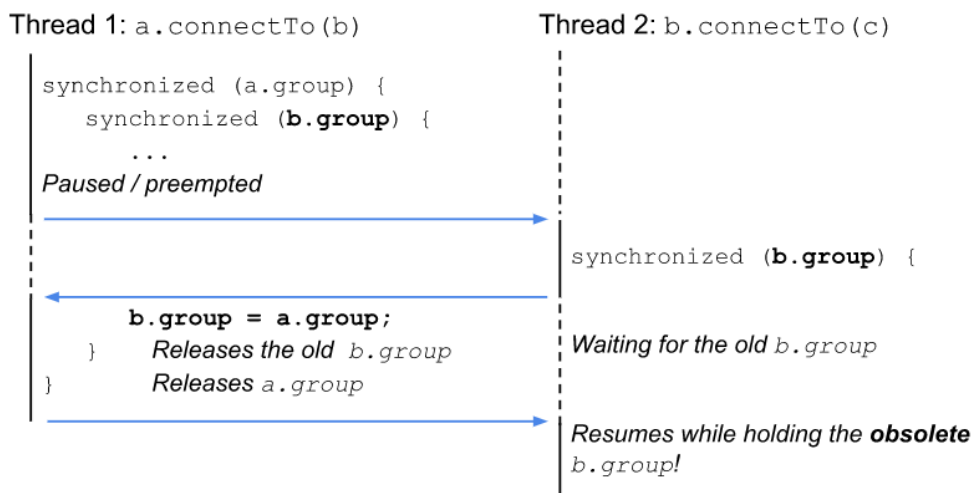 Thread 1: a.connectTo(b)
Thread 2: b.connectTo(c)
synchronized (a.group) {
synchronized (b.group) {
...
Paused / preempted
synchronized (b.group) {
b.group = a.group;
} Releases the old b.group
Waiting for the old b.group
} Releases a.group
Resumes while holding the obsolete
b.group!